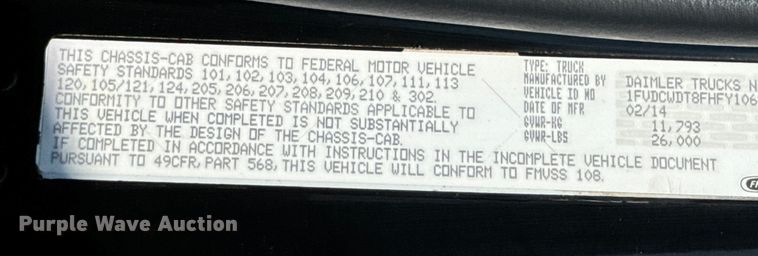 THIS CHASSIS-CAB CONFORMS TO FEDERAL MOTOR VEHICLE
SAFETY STANDARDS 101, 102, 103, 104, 106, 107, 111, 113
120, 105/121, 124, 205, 206, 207, 208, 209, 210 & 302.
CONFORMITY TO OTHER SAFETY STANDARDS APPLICABLE TO
THIS VEHICLE WHEN COMPLETED IS NOT SUBSTANTIALLY
AFFECTED BY THE DESIGN OF THE CHASSIS-CAB.
IF COMPLETED IN ACCORDANCE WITH INSTRUCTIONS IN THE INCOMPLETE VEHICLE DOCUMENT
PURSUANT TO 49CFR, PART 568, THIS VEHICLE WILL CONFORM TO FMVSS 108.
TYPE: TRUCK
MANUFACTURED BY DAIMLER TRUCKS N
VEHICLE ID NO 1FVDCWDT8FHFY106
DATE OF MFR 02/14
GVWR-KG 11,793
GVWR-LBS 26,000
Purple Wave Auction